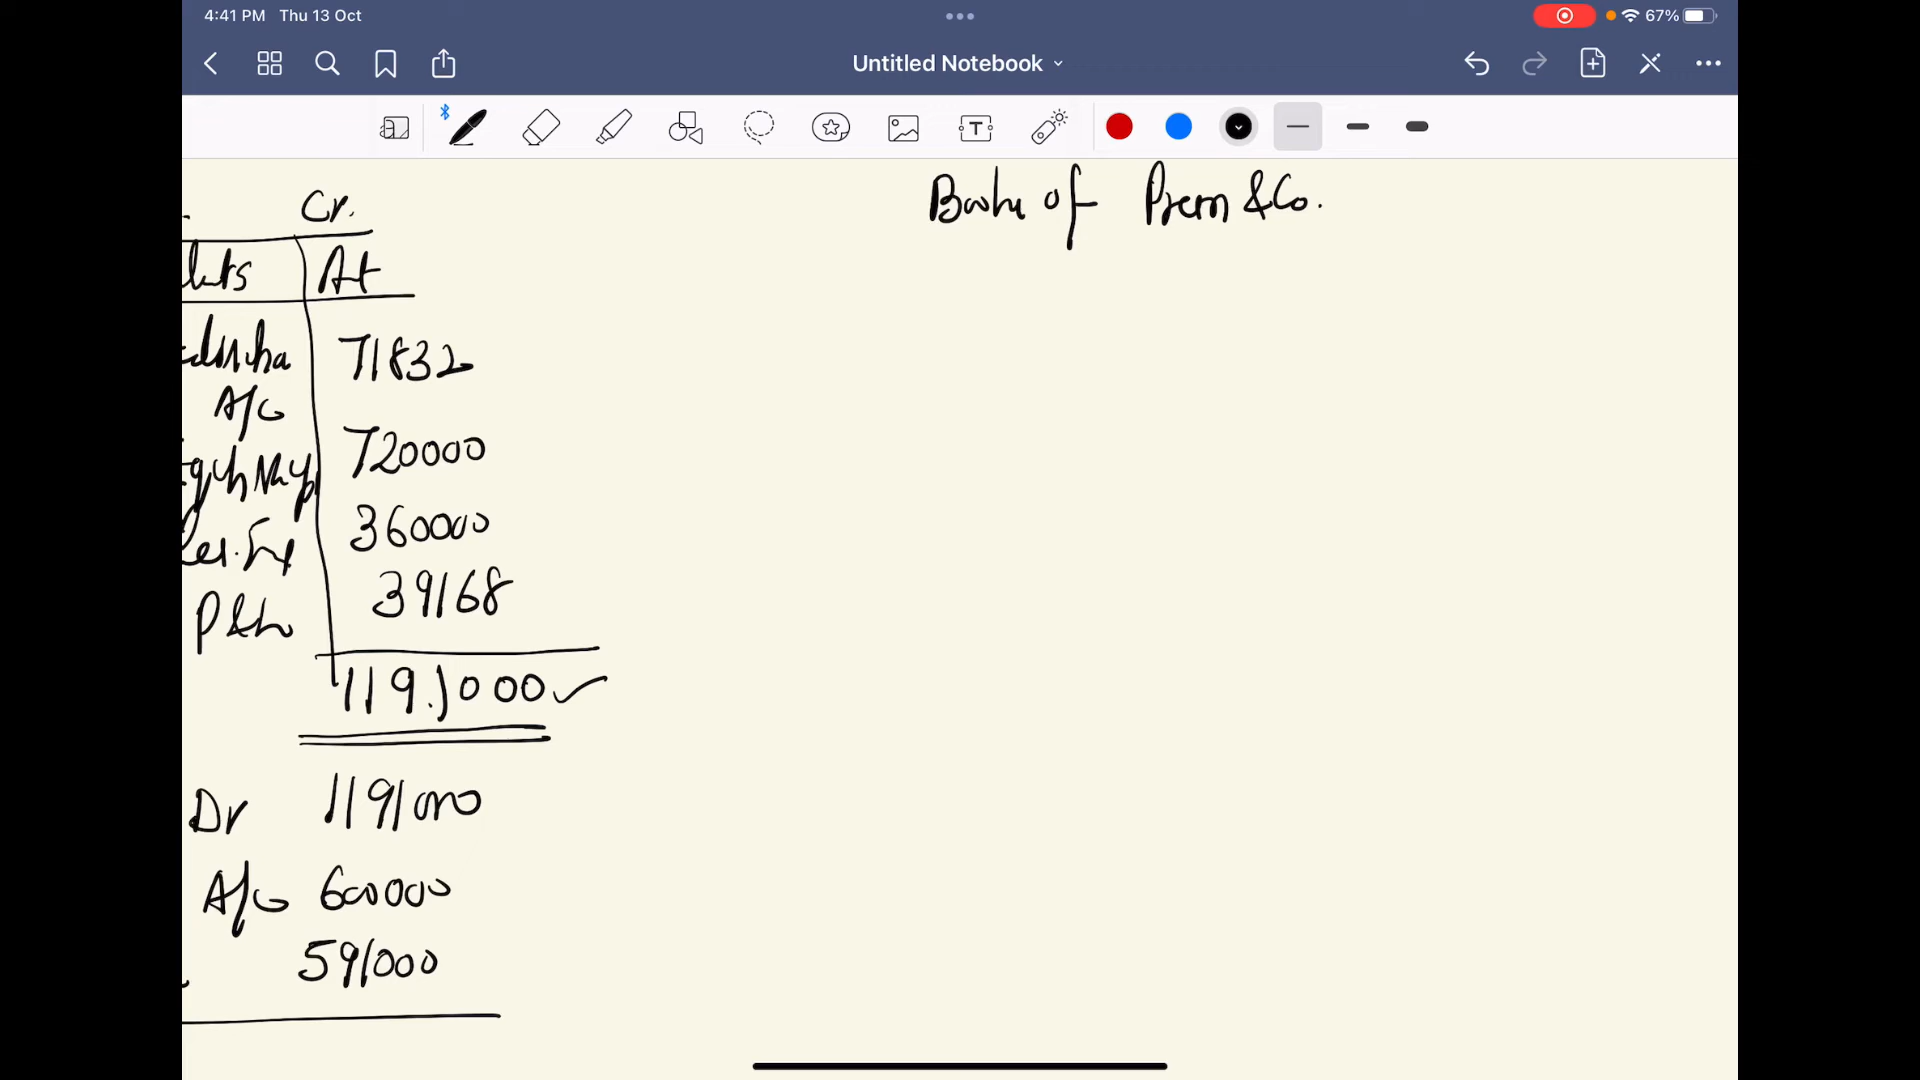 4:41 PM Thu 13 Oct
67%
Untitled Notebook
T
Cr.
At
71832
A/c
720000
360000
39168
1191000
Dr 1191000
A/c 600000
591000
Books of Prem & Co.